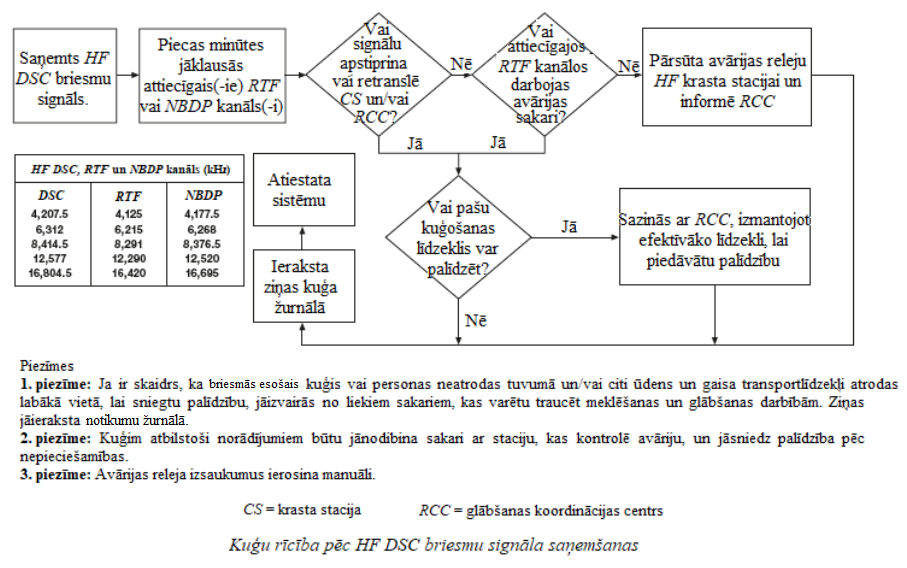 Saņemts HF
DSC briesmu
signāls.
Piecas minūtes
jāklausās
attiecīgais(-ie) RTF
vai NBDP kanāls(-i)
Vai
signālu
apstiprina
vai retranslē
CS un/vai
RCC?
Nē
Vai
attiecīgajos
RTF kanālos
darbojas
avārijas
sakari?
Nē
Pārsūta avārijas releju
HF krasta stacijai un
informē RCC
Jā
Jā
HF DSC, RTF un NBDP kanāls (kHz)
DSC RTF NBDP
4,207.5 4,125 4,177.5
6,312 6,215 6,268
8,414.5 8,291 8,376.5
12,577 12,290 12,520
16,804.5 16,420 16,695
Atiestata
sistēmu
Ieraksta
ziņas kuģa
žurnālā
Vai pašu
kuģošanas
līdzeklis var
palīdzēt?
Jā
Nē
Sazinās ar RCC, izmantojot
efektīvāko līdzekli, lai
piedāvātu palīdzību
Piezīmes
1. piezīme: Ja ir skaidrs, ka briesmās esošais kuģis vai personas neatrodas tuvumā un/vai citi ūdens un gaisa transportlīdzekļi atrodas
labākā vietā, lai sniegtu palīdzību, jāizvairās no liekiem sakariem, kas varētu traucēt meklēšanas un glābšanas darbībām. Ziņas
jāieraksta notikumu žurnālā.
2. piezīme: Kuģim atbilstoši norādījumiem būtu jānodibina sakari ar staciju, kas kontrolē avāriju, un jāsniedz palīdzība pēc
nepieciešamības.
3. piezīme: Avārijas releja izsaukumus ierosina manuāli.
CS = krasta stacija RCC = glābšanas koordinācijas centrs
Kuģu rīcība pēc HF DSC briesmu signāla saņemšanas